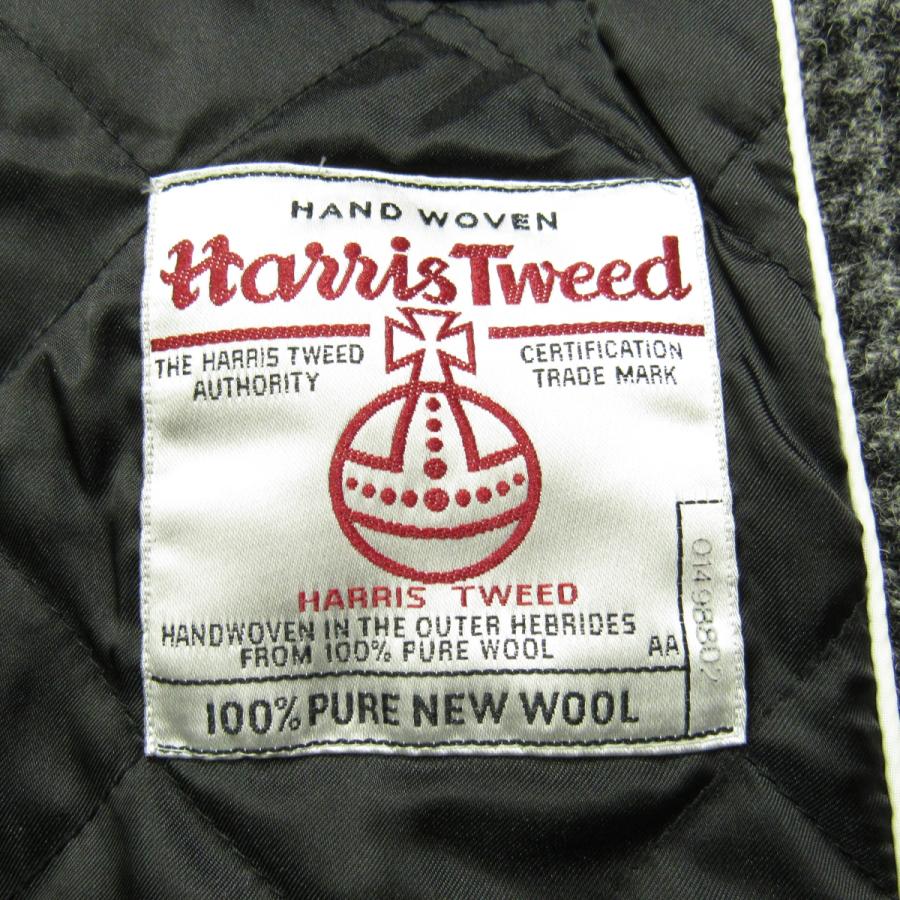 HAND WOVEN
Harris Tweed
THE HARRIS TWEED
AUTHORITY
CERTIFICATION
TRADE MARK
HARRIS TWEED
HANDWOVEN IN THE OUTER HEBRIDES
FROM 100% PURE WOOL
AA
100% PURE NEW WOOL